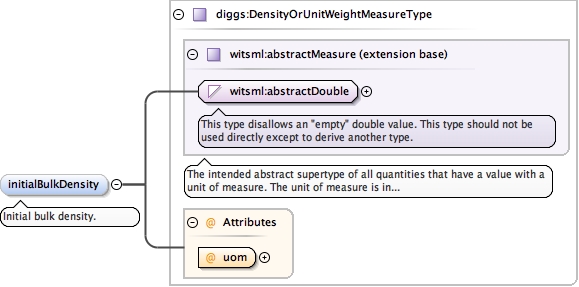 diggs:DensityOrUnitWeightMeasureType
witsml:abstractMeasure (extension base)
witsml:abstractDouble
This type disallows an "empty" double value. This type should not be
used directly except to derive another type.
The intended abstract supertype of all quantities that have a value with a
unit of measure. The unit of measure is in...
initialBulkDensity
Initial bulk density.
@ Attributes
@ uom